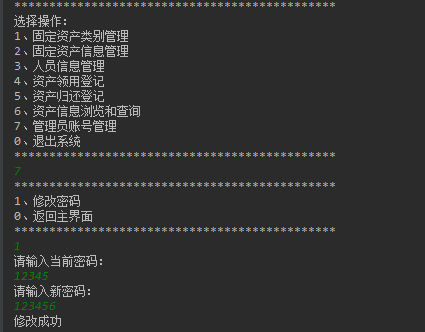 **********************************************
选择操作:
1、固定资产类别管理
2、固定资产信息管理
3、人员信息管理
4、资产领用登记
5、资产归还登记
6、资产信息浏览和查询
7、管理员账号管理
0、退出系统
**********************************************
7
**********************************************
1、修改密码
0、返回主界面
**********************************************
1
请输入当前密码:
12345
请输入新密码:
123456
修改成功